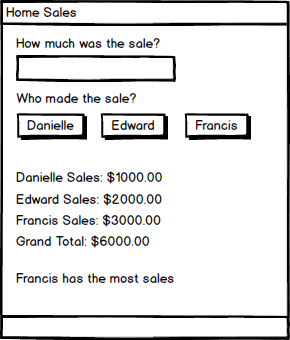 Home Sales
How much was the sale?
Who made the sale?
Danielle Edward Francis
Danielle Sales: $1000.00
Edward Sales: $2000.00
Francis Sales: $3000.00
Grand Total: $6000.00
Francis has the most sales